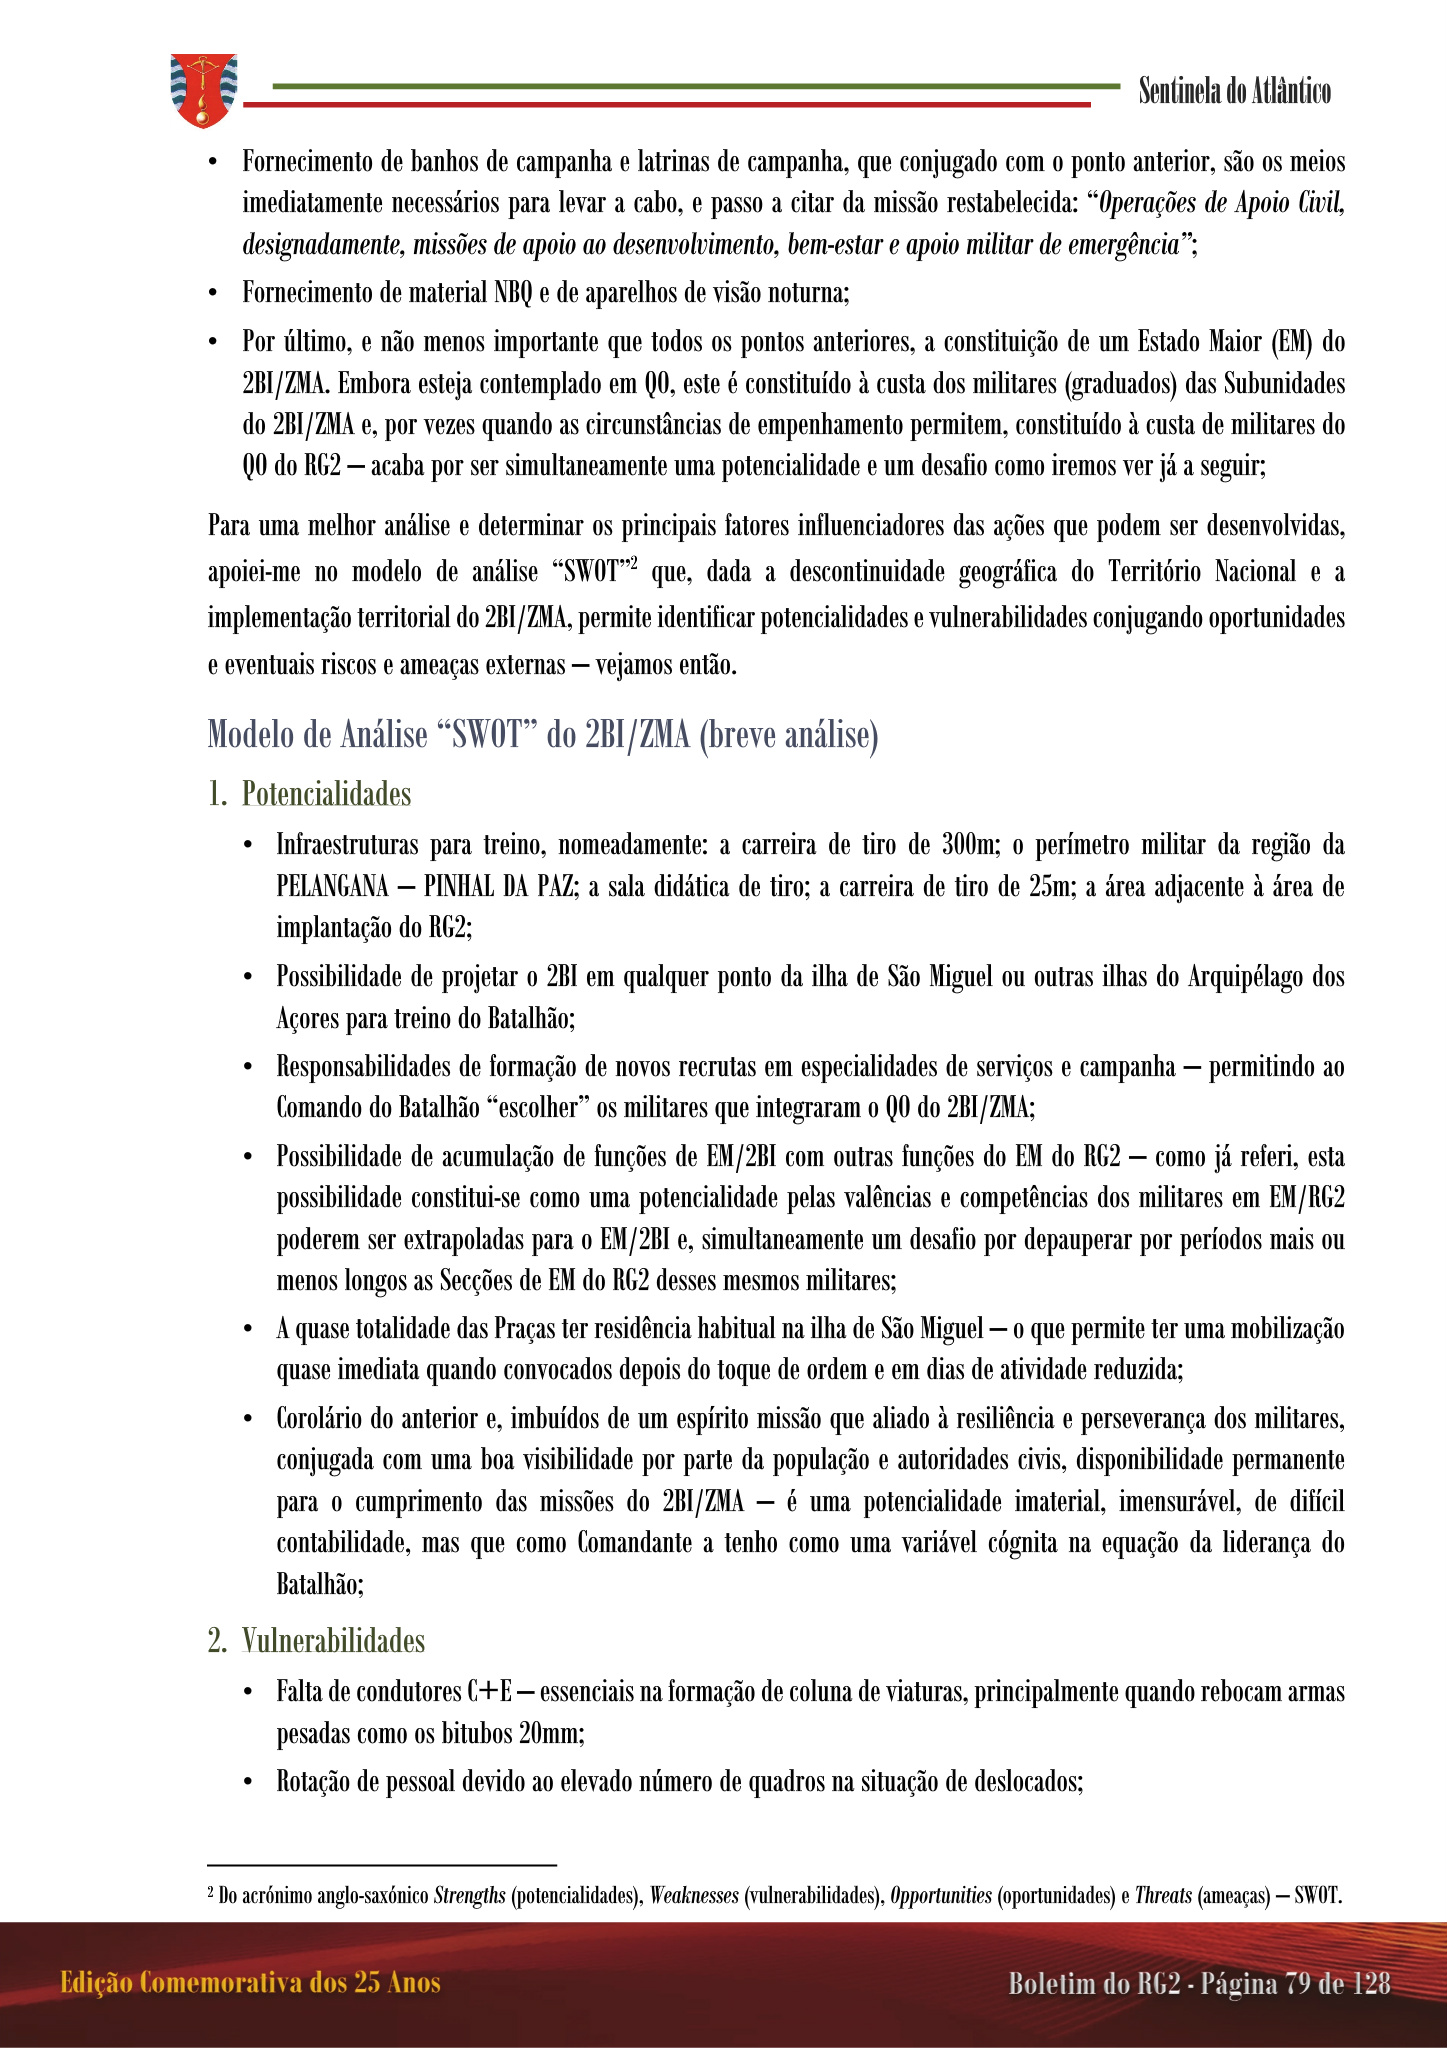 Sentinela do Atlântico
• Fornecimento de banhos de campanha e latrinas de campanha, que conjugado com o ponto anterior, são os meios
imediatamente necessários para levar a cabo, e passo a citar da missão restabelecida: “Operações de Apoio Civil,
designadamente, missões de apoio ao desenvolvimento, bem-estar e apoio militar de emergência”;
• Fornecimento de material NBQ e de aparelhos de visão noturna;
• Por último, e não menos importante que todos os pontos anteriores, a constituição de um Estado Maior (EM) do
2BI/ZMA. Embora esteja contemplado em QO, este é constituído à custa dos militares (graduados) das Subunidades
do 2BI/ZMA e, por vezes quando as circunstâncias de empenhamento permitem, constituído à custa de militares do
QO do RG2 – acaba por ser simultaneamente uma potencialidade e um desafio como iremos ver já a seguir;
Para uma melhor análise e determinar os principais fatores influenciadores das ações que podem ser desenvolvidas,
apoiei-me no modelo de análise “SWOT”² que, dada a descontinuidade geográfica do Território Nacional e a
implementação territorial do 2BI/ZMA, permite identificar potencialidades e vulnerabilidades conjugando oportunidades
e eventuais riscos e ameaças externas – vejamos então.
Modelo de Análise “SWOT” do 2BI/ZMA (breve análise)
1. Potencialidades
• Infraestruturas para treino, nomeadamente: a carreira de tiro de 300m; o perímetro militar da região da
PELANGANA – PINHAL DA PAZ; a sala didática de tiro; a carreira de tiro de 25m; a área adjacente à área de
implantação do RG2;
• Possibilidade de projetar o 2BI em qualquer ponto da ilha de São Miguel ou outras ilhas do Arquipélago dos
Açores para treino do Batalhão;
• Responsabilidades de formação de novos recrutas em especialidades de serviços e campanha – permitindo ao
Comando do Batalhão “escolher” os militares que integraram o QO do 2BI/ZMA;
• Possibilidade de acumulação de funções de EM/2BI com outras funções do EM do RG2 – como já referi, esta
possibilidade constitui-se como uma potencialidade pelas valências e competências dos militares em EM/RG2
poderem ser extrapoladas para o EM/2BI e, simultaneamente um desafio por depauperar por períodos mais ou
menos longos as Secções de EM do RG2 desses mesmos militares;
• A quase totalidade das Praças ter residência habitual na ilha de São Miguel – o que permite ter uma mobilização
quase imediata quando convocados depois do toque de ordem e em dias de atividade reduzida;
• Corolário do anterior e, imbuídos de um espírito missão que aliado à resiliência e perseverança dos militares,
conjugada com uma boa visibilidade por parte da população e autoridades civis, disponibilidade permanente
para o cumprimento das missões do 2BI/ZMA – é uma potencialidade imaterial, imensurável, de difícil
contabilidade, mas que como Comandante a tenho como uma variável cógnita na equação da liderança do
Batalhão;
2. Vulnerabilidades
• Falta de condutores C+E – essenciais na formação de coluna de viaturas, principalmente quando rebocam armas
pesadas como os bitubos 20mm;
• Rotação de pessoal devido ao elevado número de quadros na situação de deslocados;
² Do acrónimo anglo-saxónico Strengths (potencialidades), Weaknesses (vulnerabilidades), Opportunities (oportunidades) e Threats (ameaças) – SWOT.
Edição Comemorativa dos 25 Anos
Boletim do RG2 - Página 79 de 128